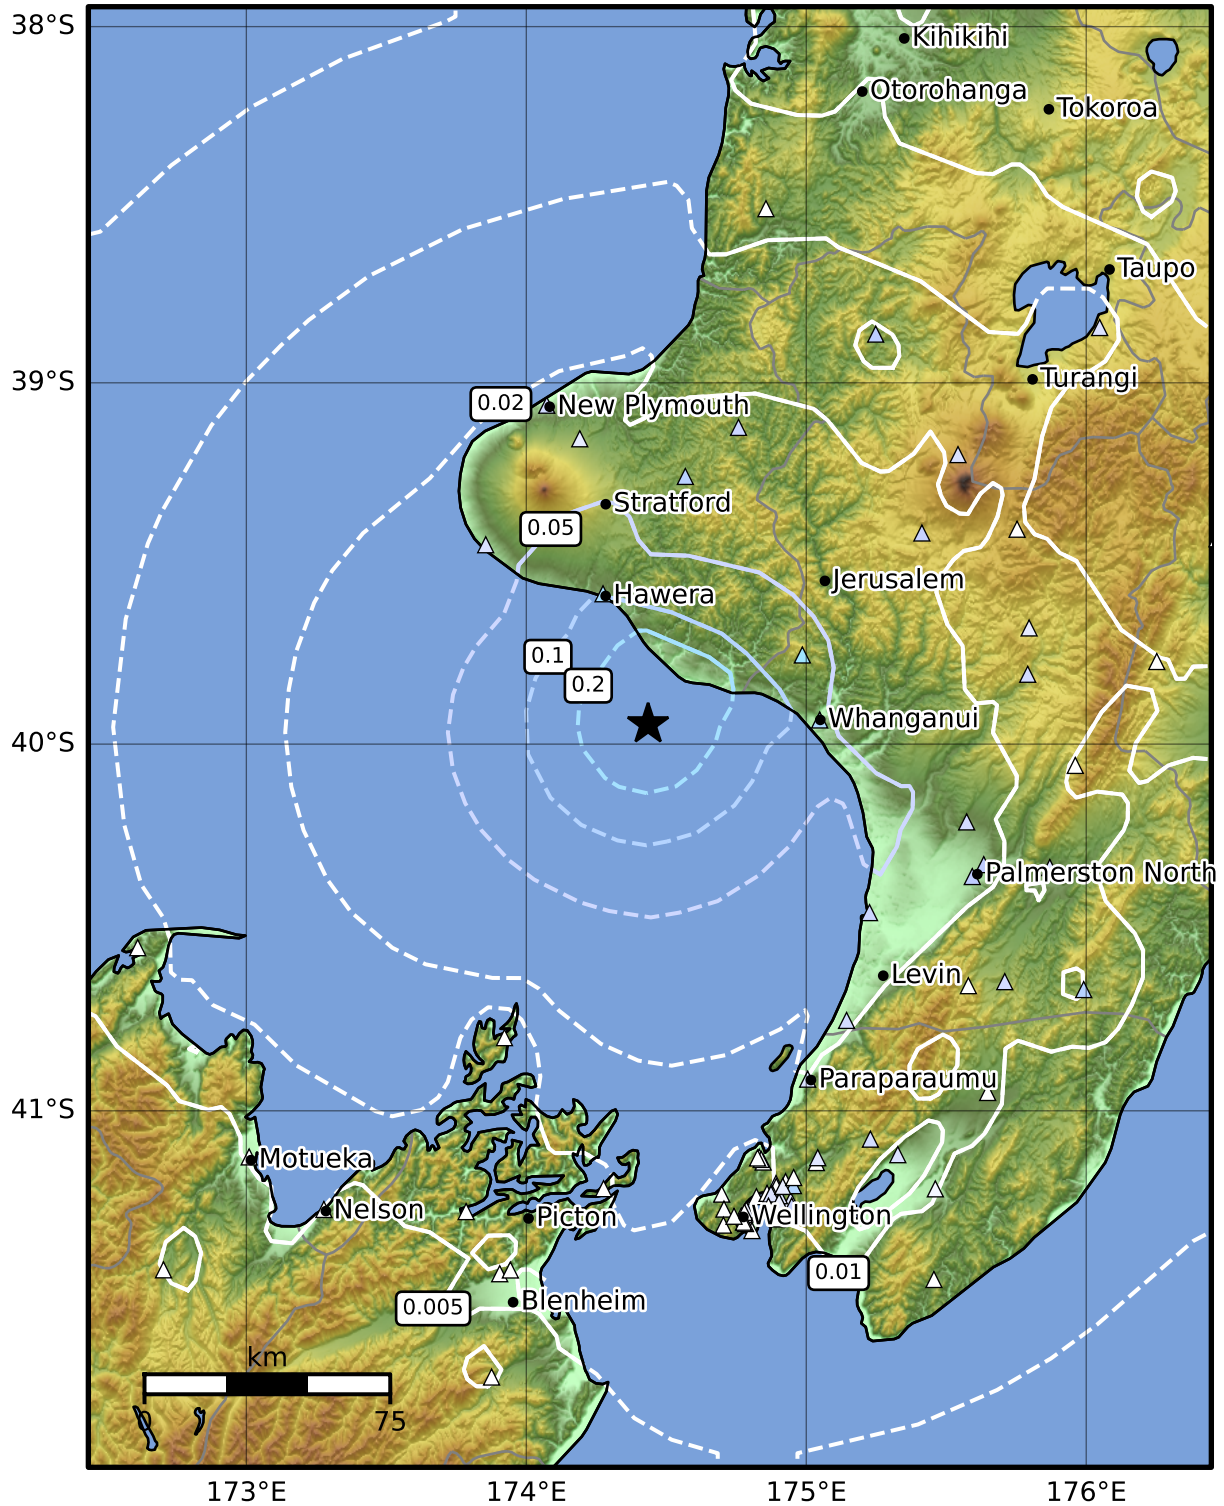 38°S
Kihikihi
Otorohanga
Tokoroa
Taupo
39°S
Turangi
0.02
New Plymouth
Stratford
0.05
Jerusalem
Hawera
0.1
0.2
Whanganui
40°S
Palmerston North
Levin
Paraparaumu
41°S
Motueka
Nelson
Picton
Wellington
0.01
0.005
Blenheim
km
0 75
173°E 174°E 175°E 176°E